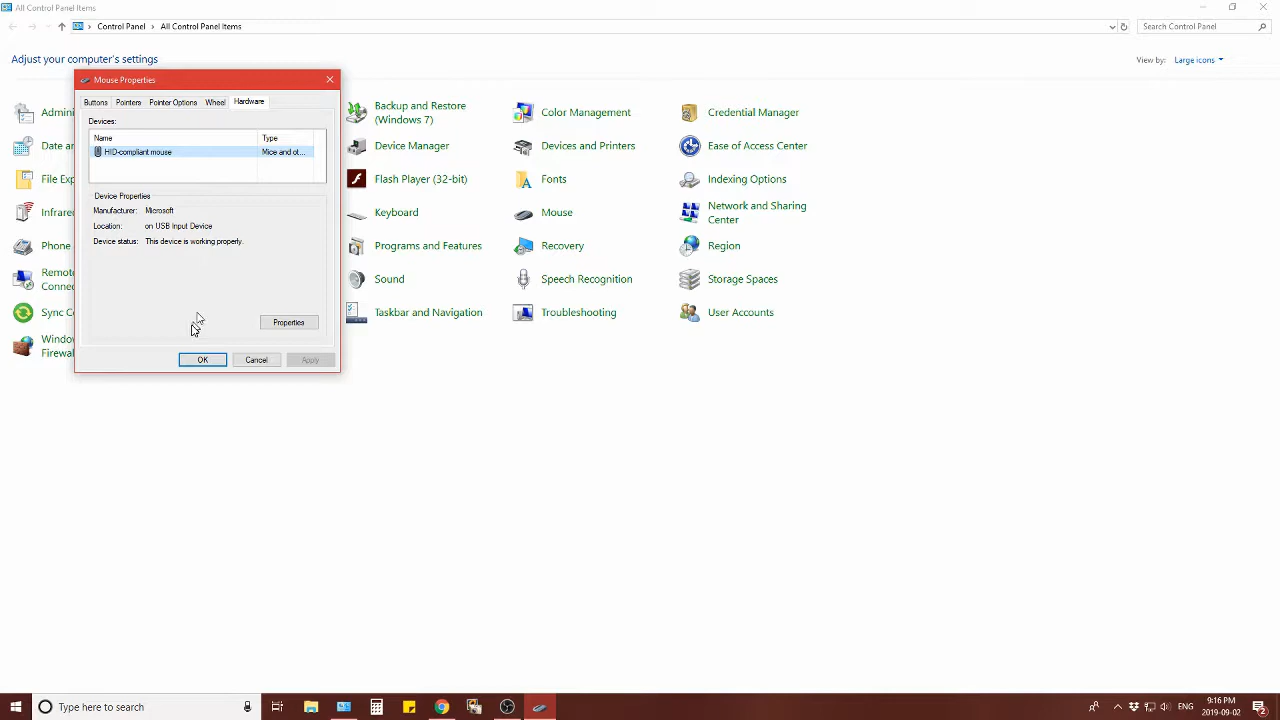 All Control Panel Items
Control Panel
All Control Panel Items
Search Control Panel
Adjust your computer's settings
View by:
Large icons
Mouse Properties
Buttons
Pointers
Pointer Options
Wheel
Hardware
Devices:
Name
Type
HID-compliant mouse
Mice and ot...
Device Properties
Manufacturer:
Microsoft
Location:
on USB Input Device
Device status:
This device is working properly.
Properties
OK
Cancel
Apply
Admin
Date an
File Exp
Infrare
Phone
Remot
Connec
Sync C
Window
Firewal
Backup and Restore
(Windows 7)
Device Manager
Flash Player (32-bit)
Keyboard
Programs and Features
Sound
Taskbar and Navigation
Color Management
Devices and Printers
Fonts
Mouse
Recovery
Speech Recognition
Troubleshooting
Credential Manager
Ease of Access Center
Indexing Options
Network and Sharing
Center
Region
Storage Spaces
User Accounts
Type here to search
ENG
9:16 PM
2019-09-02
2